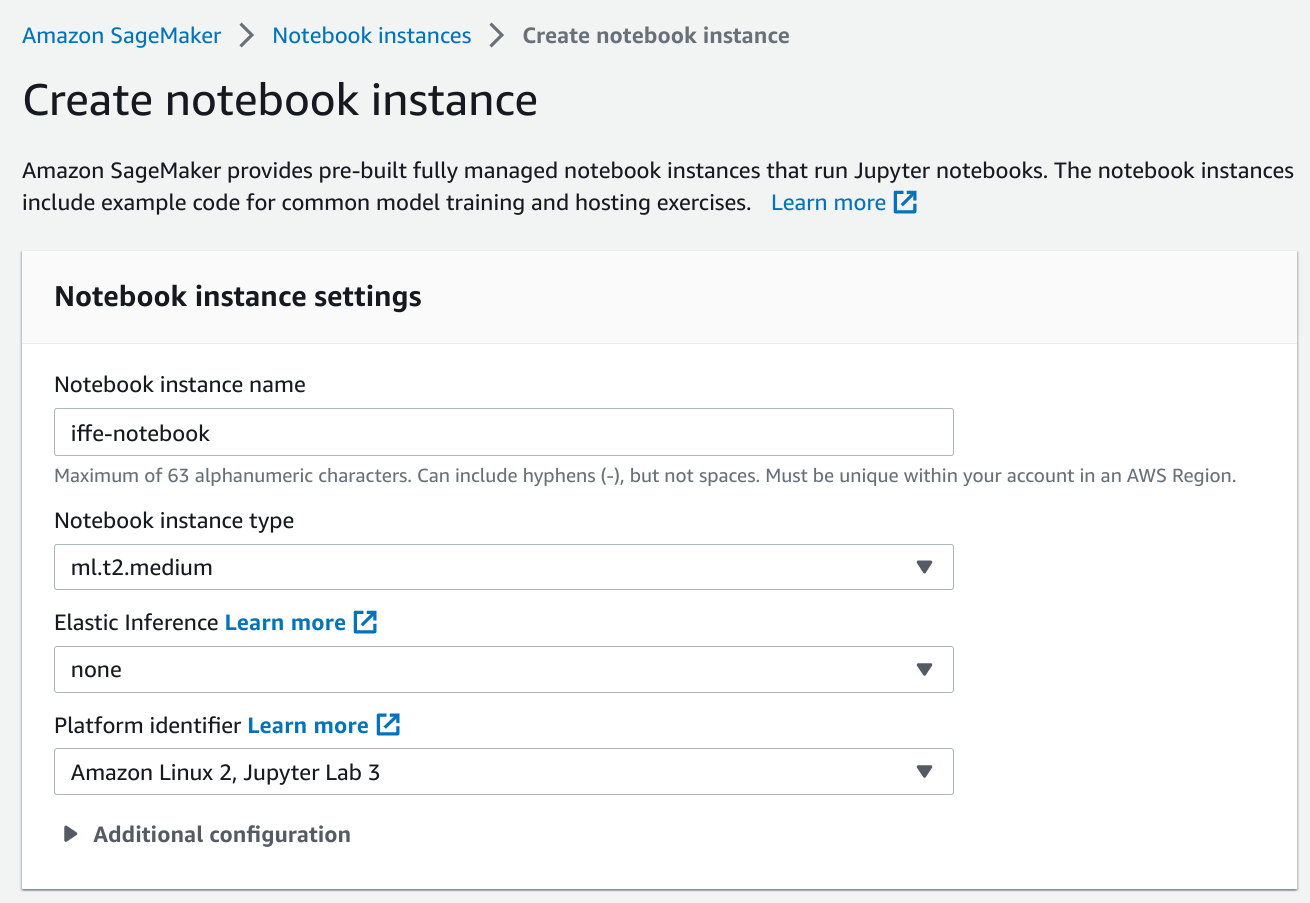 Amazon SageMaker > Notebook instances > Create notebook instance
Create notebook instance
Amazon SageMaker provides pre-built fully managed notebook instances that run Jupyter notebooks. The notebook instances
include example code for common model training and hosting exercises. Learn more
Notebook instance settings
Notebook instance name
iffe-notebook
Maximum of 63 alphanumeric characters. Can include hyphens (-), but not spaces. Must be unique within your account in an AWS Region.
Notebook instance type
ml.t2.medium
Elastic Inference Learn more
none
Platform identifier Learn more
Amazon Linux 2, Jupyter Lab 3
Additional configuration